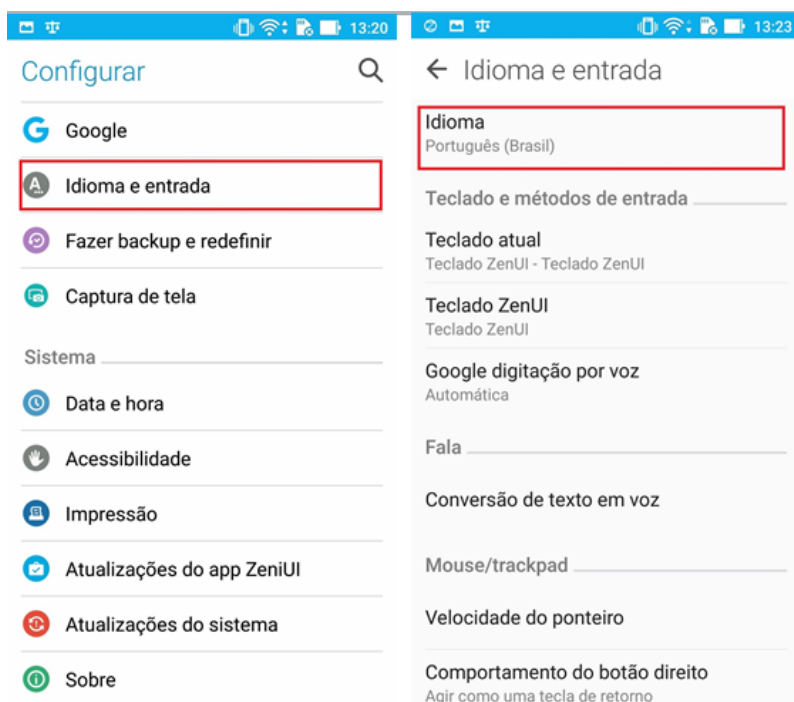 13:20
Configurar
Google
Idioma e entrada
Fazer backup e redefinir
Captura de tela
Sistema
Data e hora
Acessibilidade
Impressão
Atualizações do app ZeniUI
Atualizações do sistema
Sobre
13:23
Idioma e entrada
Idioma
Português (Brasil)
Teclado e métodos de entrada
Teclado atual
Teclado ZenUI - Teclado ZenUI
Teclado ZenUI
Teclado ZenUI
Google digitação por voz
Automática
Fala
Conversão de texto em voz
Mouse/trackpad
Velocidade do ponteiro
Comportamento do botão direito
Agir como uma tecla de retorno